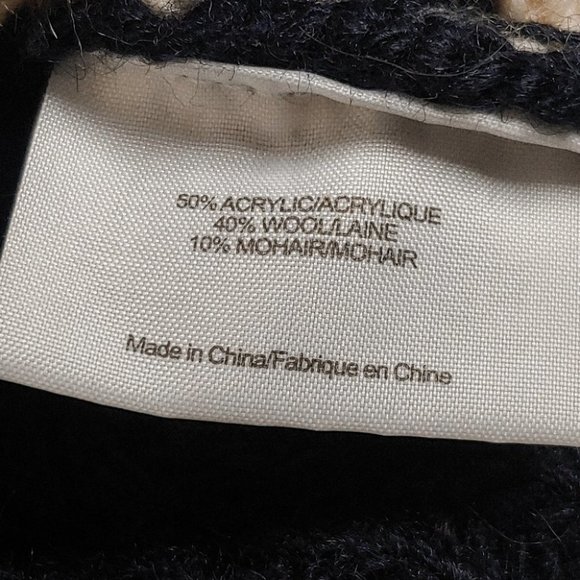 50% ACRYLIC/ACRYLIQUE
40% WOOL/LAINE
10% MOHAIR/MOHAIR
Made in China/Fabrique en Chine